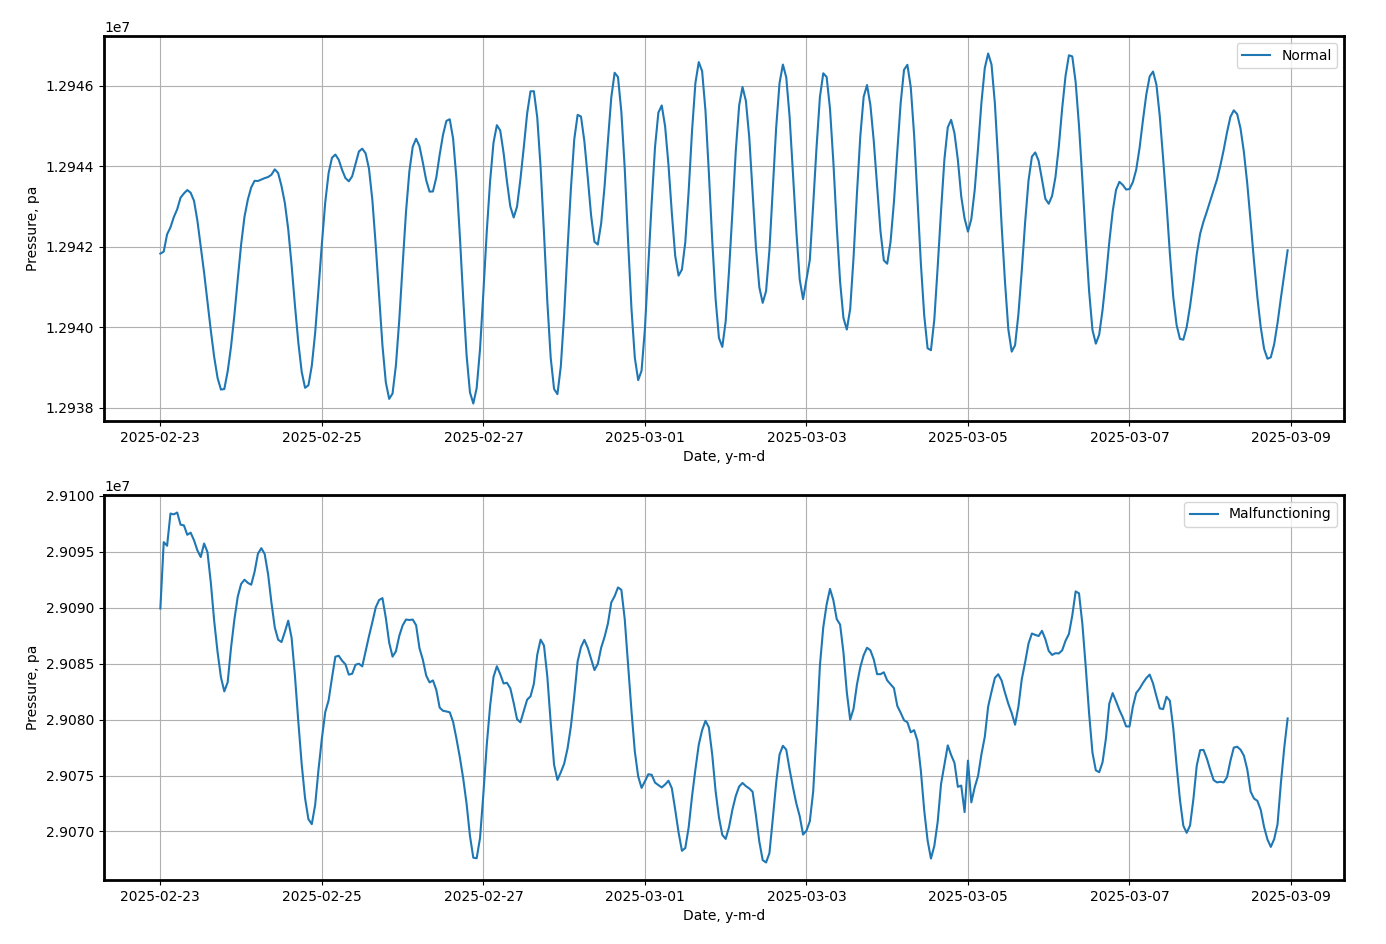 1e7
Normal
1.2946
1.2944
1.2942
1.2940
1.2938
Pressure, pa
2025-02-23 2025-02-25 2025-02-27 2025-03-01 2025-03-03 2025-03-05 2025-03-07 2025-03-09
Date, y-m-d
1e7
Malfunctioning
2.9100
2.9095
2.9090
2.9085
2.9080
2.9075
2.9070
Pressure, pa
2025-02-23 2025-02-25 2025-02-27 2025-03-01 2025-03-03 2025-03-05 2025-03-07 2025-03-09
Date, y-m-d